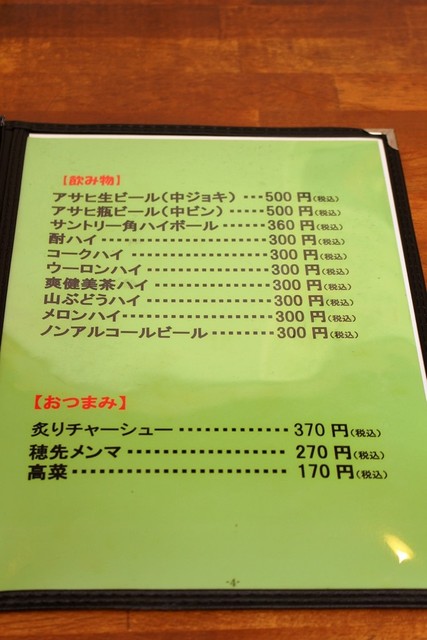 【飲み物】
アサヒ生ビール(中ジョキ)・・・500 円(税込)
アサヒ瓶ビール(中ビン)・・・・・500 円(税込)
サントリー角ハイボール・・・・・・・360 円(税込)
酎ハイ・・・・・・・・・・・・・・・・・・・・・300 円(税込)
コークハイ・・・・・・・・・・・・・・・・・・300 円(税込)
ウーロンハイ・・・・・・・・・・・・・・・・300 円(税込)
爽健美茶ハイ・・・・・・・・・・・・・・・300 円(税込)
山ぶどうハイ・・・・・・・・・・・・・・・・300 円(税込)
メロンハイ・・・・・・・・・・・・・・・・・・300 円(税込)
ノンアルコールビール・・・・・・・・300 円(税込)
【おつまみ】
炙りチャーシュー・・・・・・・・・・・・・370 円(税込)
穂先メンマ・・・・・・・・・・・・・・・・・・270 円(税込)
高菜・・・・・・・・・・・・・・・・・・・・・・・・170 円(税込)
-4-